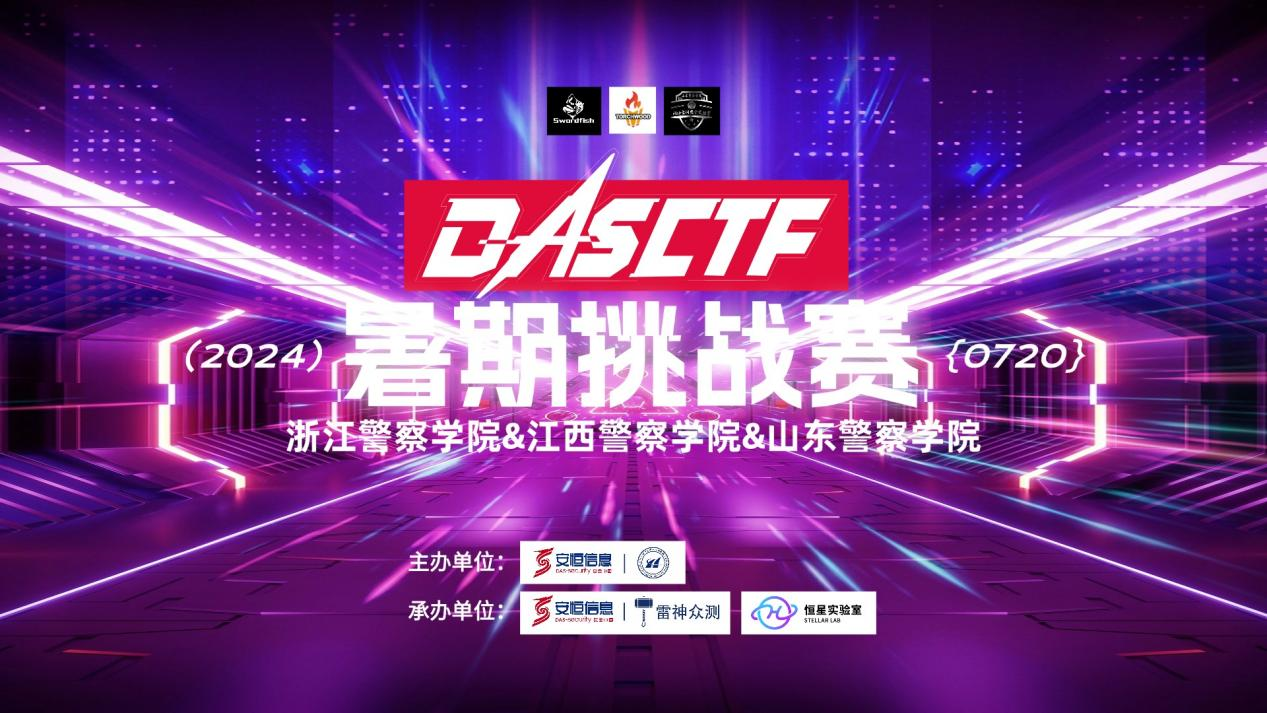 Swordfish
TORCHWOOD
DASCTF
(2024) 暑期挑战赛 {0720}
浙江警察学院&江西警察学院&山东警察学院
主办单位: 安恒信息
DAS-security
承办单位: 安恒信息 雷神众测 恒星实验室
DAS-security STELLAR LAB